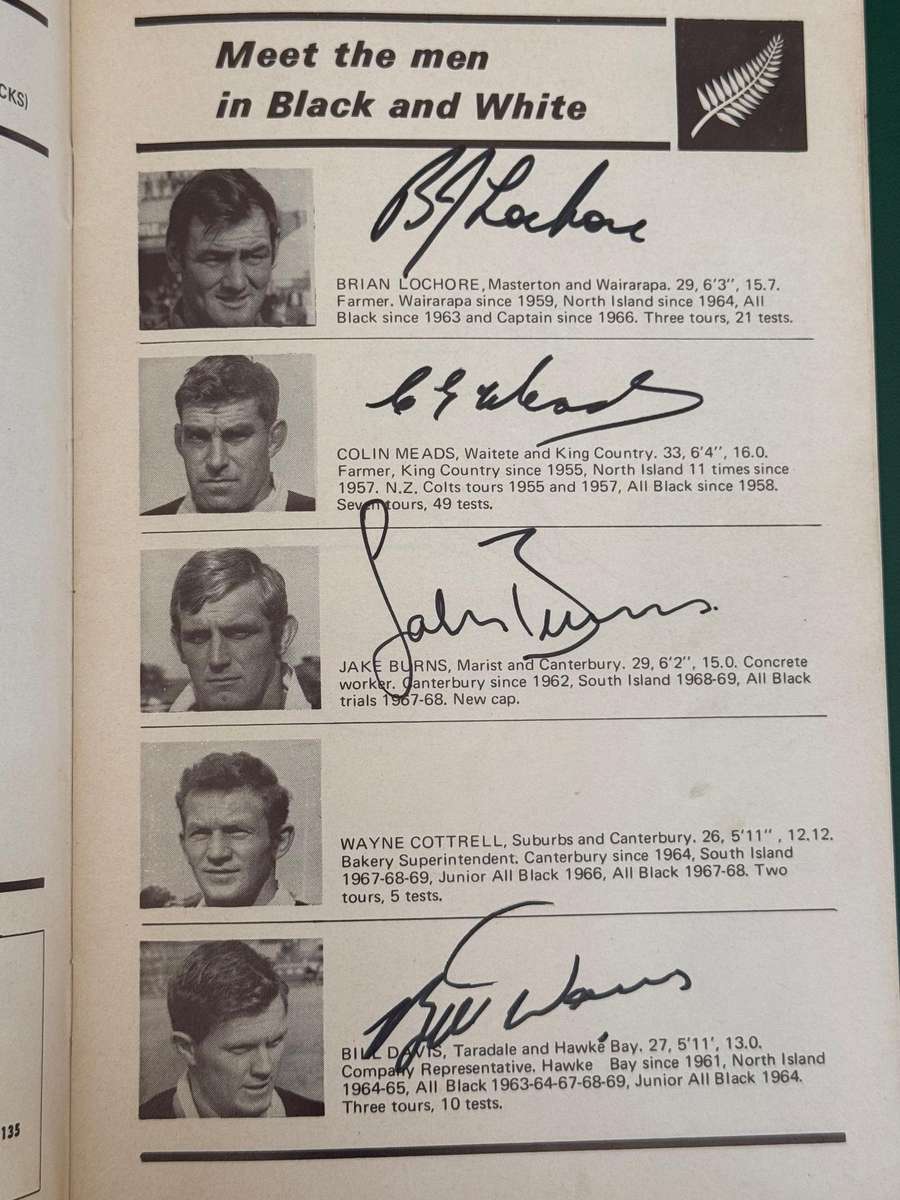 CKS)
Meet the men
in Black and White
BJ Lochore
BRIAN LOCHORE, Masterton and Wairarapa. 29, 6'3", 15.7.
Farmer. Wairarapa since 1959, North Island since 1964, All
Black since 1963 and Captain since 1966. Three tours, 21 tests.
C E Meads
COLIN MEADS, Waitete and King Country. 33, 6'4", 16.0.
Farmer, King Country since 1955, North Island 11 times since
1957. N.Z. Colts tours 1955 and 1957, All Black since 1958.
Seven tours, 49 tests.
Jake Burns
JAKE BURNS, Marist and Canterbury. 29, 6'2", 15.0. Concrete
worker. Canterbury since 1962, South Island 1968-69, All Black
trials 1967-68. New cap.
WAYNE COTTRELL, Suburbs and Canterbury. 26, 5'11" , 12.12.
Bakery Superintendent. Canterbury since 1964, South Island
1967-68-69, Junior All Black 1966, All Black 1967-68. Two
tours, 5 tests.
Bill Davis
BILL DAVIS, Taradale and Hawke Bay. 27, 5'11', 13.0.
Company Representative. Hawke Bay since 1961, North Island
1964-65, All Black 1963-64-67-68-69, Junior All Black 1964.
Three tours, 10 tests.
135